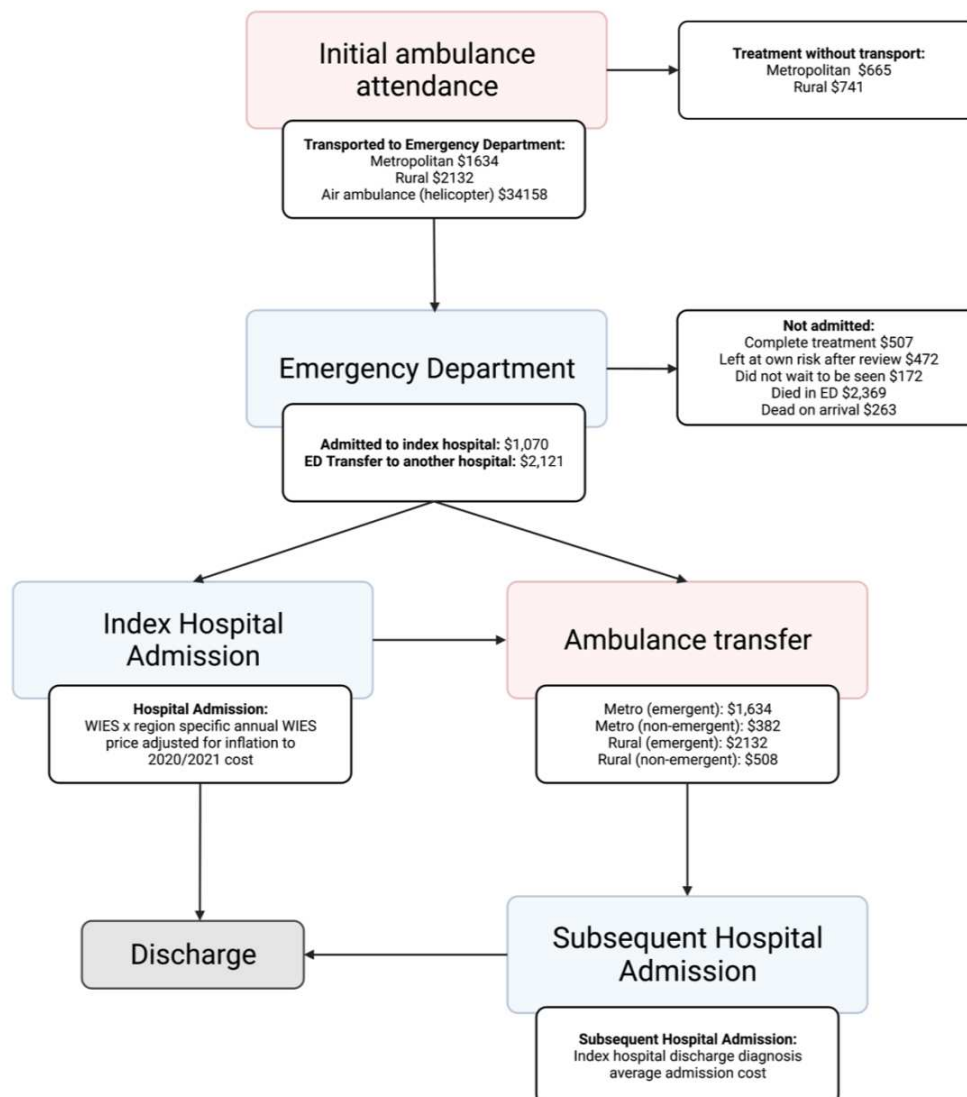 Initial ambulance
attendance
Treatment without transport:
Metropolitan $665
Rural $741
Transported to Emergency Department:
Metropolitan $1634
Rural $2132
Air ambulance (helicopter) $34158
Emergency Department
Not admitted:
Complete treatment $507
Left at own risk after review $472
Did not wait to be seen $172
Died in ED $2,369
Dead on arrival $263
Admitted to index hospital: $1,070
ED Transfer to another hospital: $2,121
Index Hospital
Admission
Ambulance transfer
Hospital Admission:
WIES x region specific annual WIES
price adjusted for inflation to
2020/2021 cost
Metro (emergent): $1,634
Metro (non-emergent): $382
Rural (emergent): $2132
Rural (non-emergent): $508
Discharge
Subsequent Hospital
Admission
Subsequent Hospital Admission:
Index hospital discharge diagnosis
average admission cost